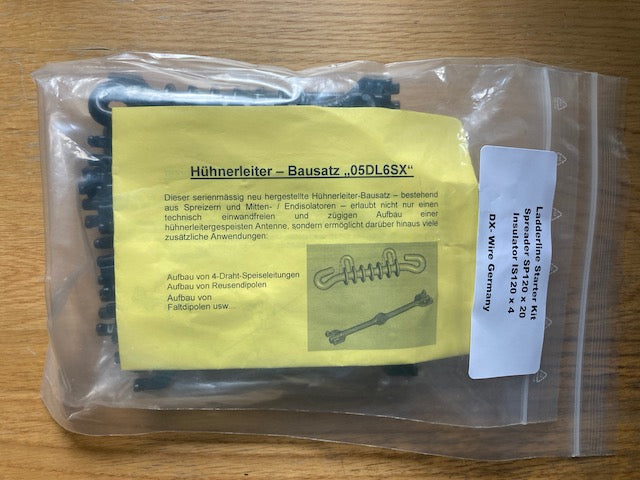 Hühnerleiter – Bausatz „05DL6SX“
Dieser serienmässig neu hergestellte Hühnerleiter-Bausatz – bestehend
aus Spreizern und Mitten- / Endisolatoren – erlaubt nicht nur einen
technisch einwandfreien und zügigen Aufbau einer
hühnerleitergespeisten Antenne, sondern ermöglicht darüber hinaus viele
zusätzliche Anwendungen:
Aufbau von 4-Draht-Speiseleitungen
Aufbau von Reusendipolen
Aufbau von
Faltdipolen usw...
Ladderline Starter Kit
Spreader SP120 x 20
Insulator IS120 x 4
DX- Wire Germany